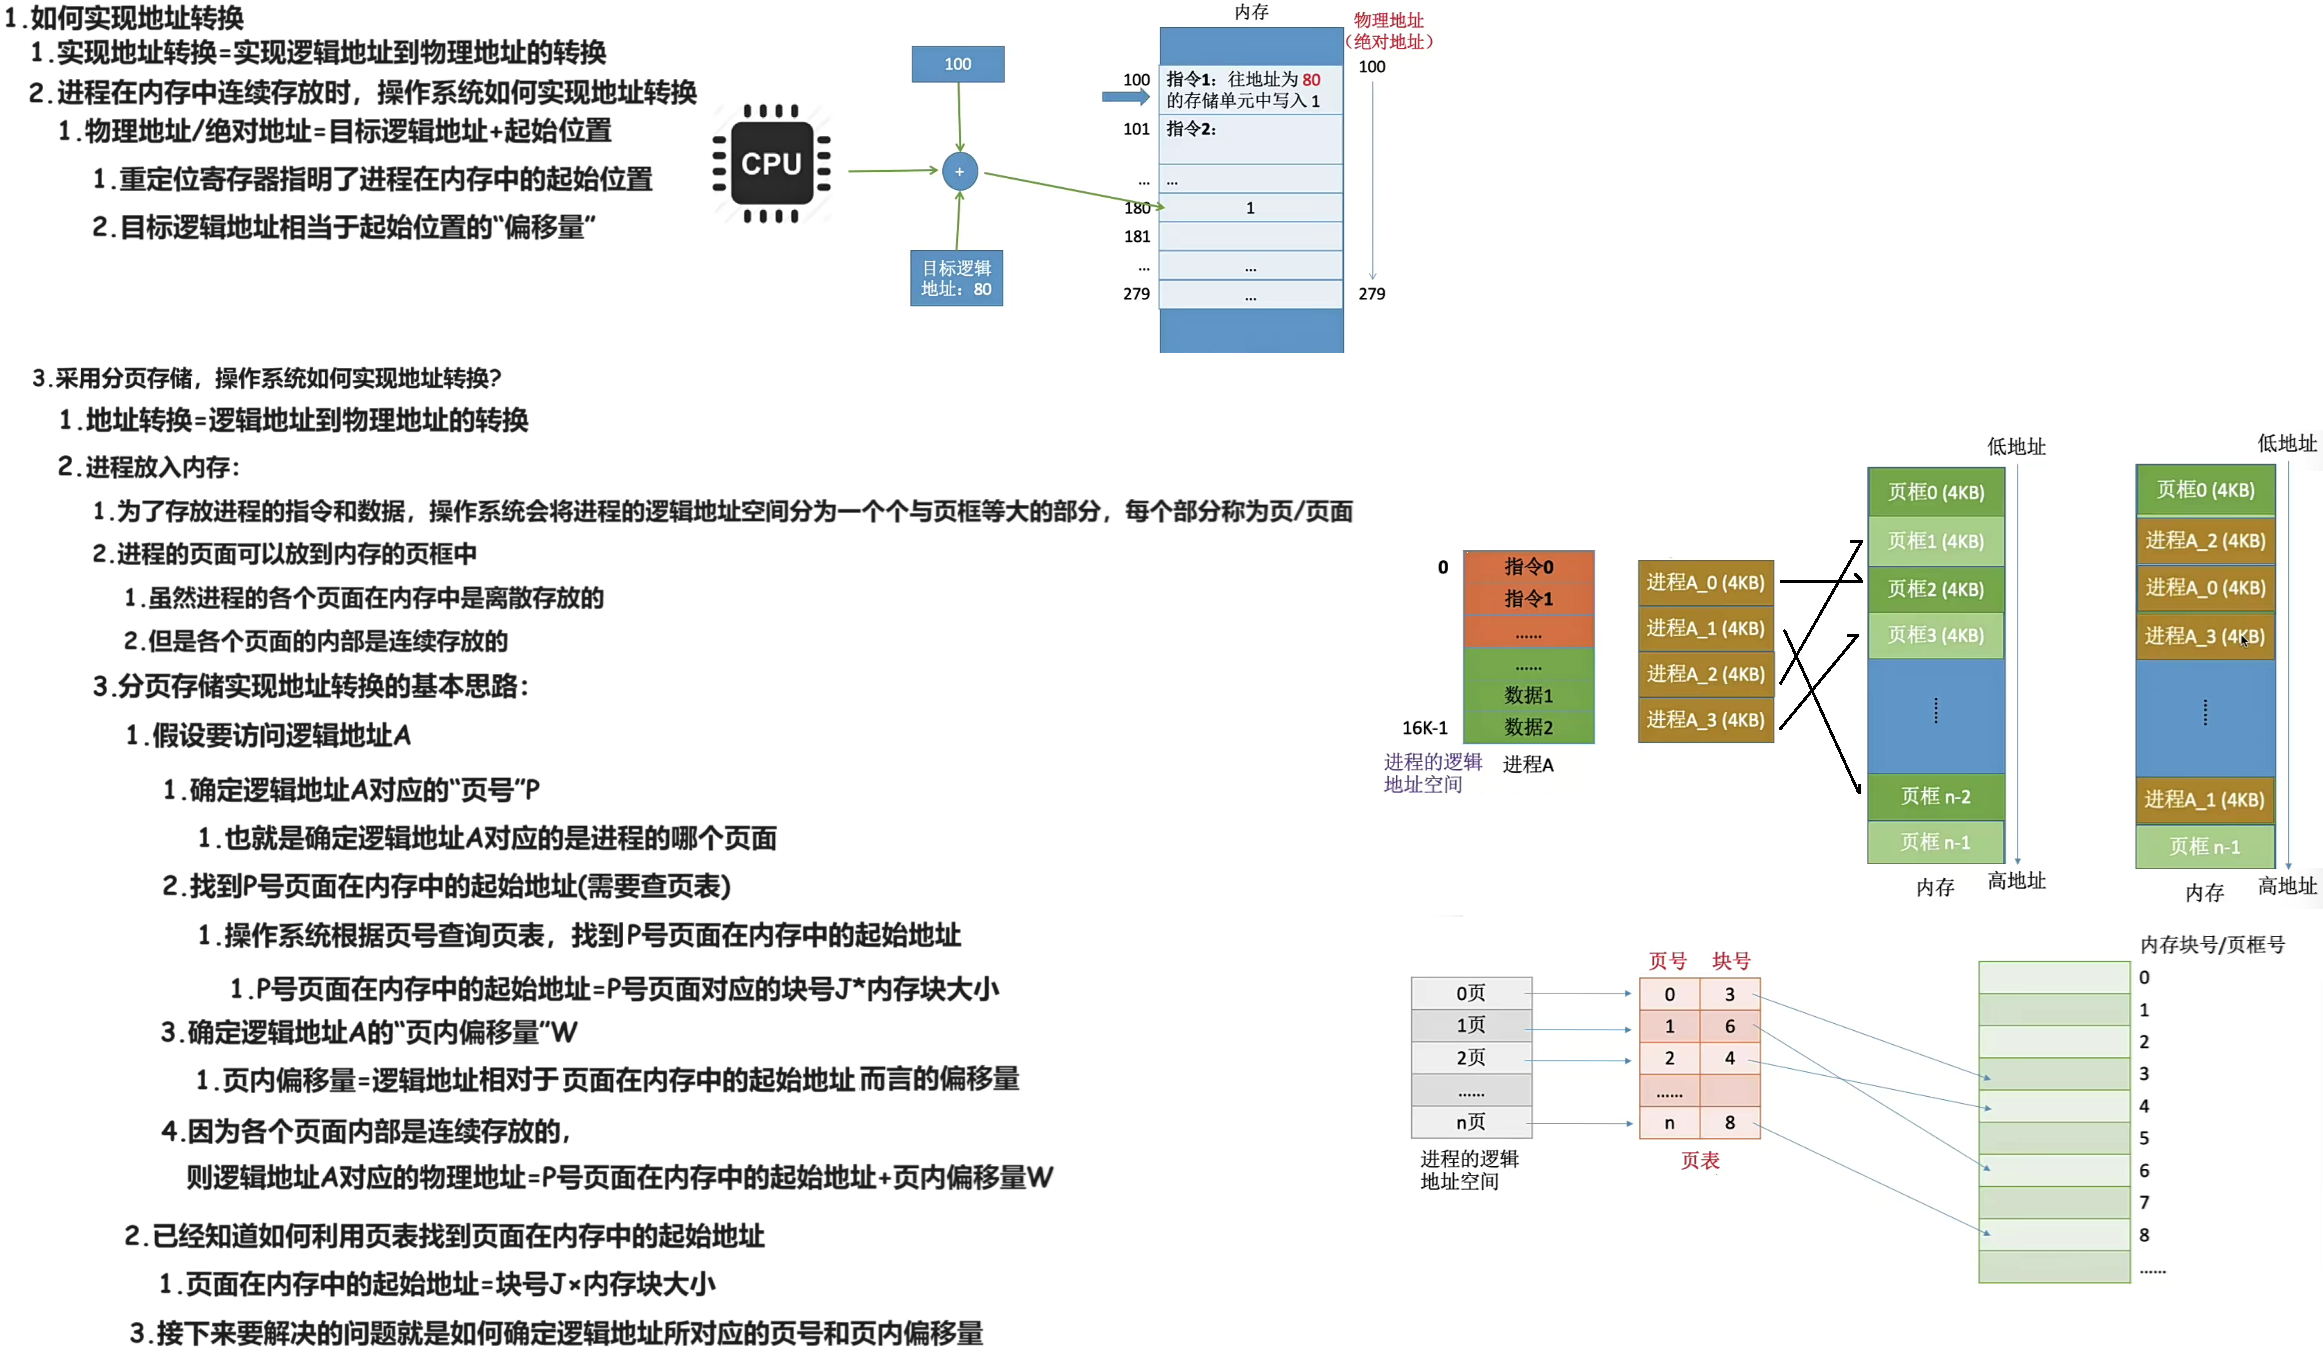 1.如何实现地址转换
1.实现地址转换=实现逻辑地址到物理地址的转换
2.进程在内存中连续存放时，操作系统如何实现地址转换
1.物理地址/绝对地址=目标逻辑地址+起始位置
1.重定位寄存器指明了进程在内存中的起始位置
2.目标逻辑地址相当于起始位置的“偏移量”
CPU
100
+
目标逻辑
地址：80
内存
物理地址
（绝对地址）
100
指令1：往地址为 80
的存储单元中写入 1
100
101
指令2：
...
...
180
1
181
...
...
279
...
279
3.采用分页存储，操作系统如何实现地址转换?
1.地址转换=逻辑地址到物理地址的转换
2.进程放入内存：
1.为了存放进程的指令和数据，操作系统会将进程的逻辑地址空间分为一个个与页框等大的部分，每个部分称为页/页面
2.进程的页面可以放到内存的页框中
1.虽然进程的各个页面在内存中是离散存放的
2.但是各个页面的内部是连续存放的
3.分页存储实现地址转换的基本思路：
1.假设要访问逻辑地址A
1.确定逻辑地址A对应的“页号”P
1.也就是确定逻辑地址A对应的是进程的哪个页面
2.找到P号页面在内存中的起始地址(需要查页表)
1.操作系统根据页号查询页表，找到P号页面在内存中的起始地址
1.P号页面在内存中的起始地址=P号页面对应的块号J*内存块大小
3.确定逻辑地址A的“页内偏移量”W
1.页内偏移量=逻辑地址相对于 页面在内存中的起始地址 而言的偏移量
4.因为各个页面内部是连续存放的，
则逻辑地址A对应的物理地址=P号页面在内存中的起始地址+页内偏移量W
2.已经知道如何利用页表找到页面在内存中的起始地址
1.页面在内存中的起始地址=块号J×内存块大小
3.接下来要解决的问题就是如何确定逻辑地址所对应的页号和页内偏移量
0
指令0
指令1
......
......
数据1
16K-1
数据2
进程的逻辑
地址空间
进程A
进程A_0 (4KB)
进程A_1 (4KB)
进程A_2 (4KB)
进程A_3 (4KB)
低地址
页框0 (4KB)
页框1 (4KB)
页框2 (4KB)
页框3 (4KB)
......
页框 n-2
页框 n-1
内存
高地址
低地址
页框0 (4KB)
进程A_2 (4KB)
进程A_0 (4KB)
进程A_3 (4KB)
......
进程A_1 (4KB)
页框 n-1
内存
高地址
0页
1页
2页
......
n页
进程的逻辑
地址空间
页号 块号
0 3
1 6
2 4
......
n 8
页表
内存块号/页框号
0
1
2
3
4
5
6
7
8
......